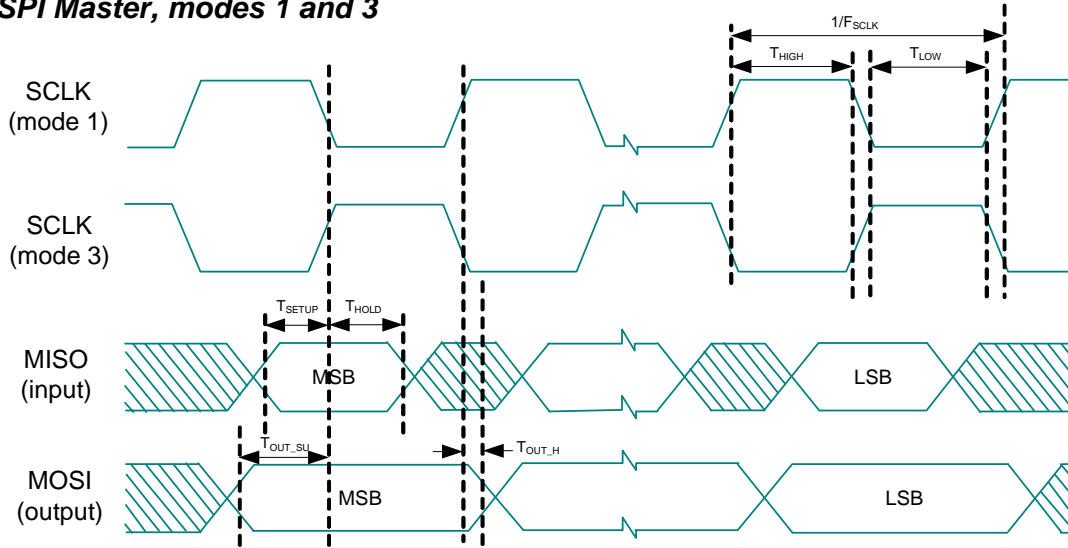 SPI Master, modes 1 and 3
1/FSCLK
THIGH
TLOW
SCLK
(mode 1)
SCLK
(mode 3)
TSETUP
THOLD
MISO
(input)
MSB
LSB
TOUT_SU
TOUT_H
MOSI
(output)
MSB
LSB